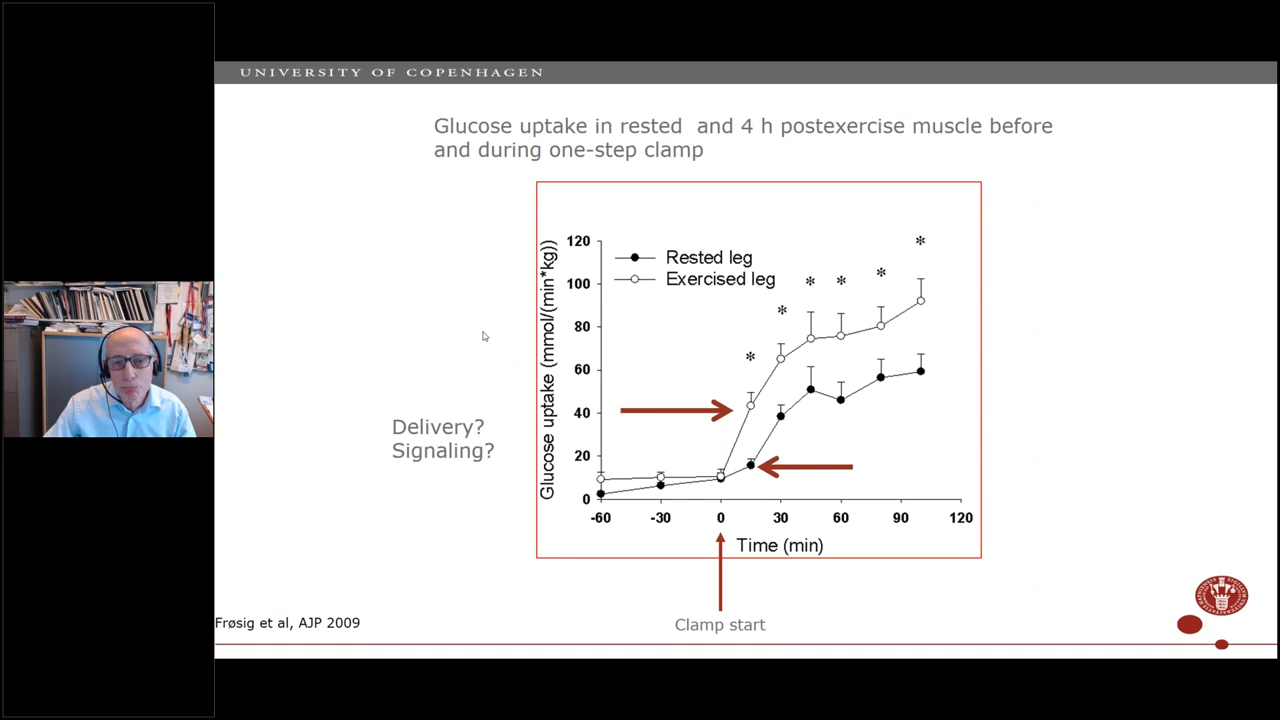 UNIVERSITY OF COPENHAGEN
Glucose uptake in rested and 4 h postexercise muscle before
and during one-step clamp
Glucose uptake (mmol/(min*kg))
120
100
80
60
40
20
0
Rested leg
Exercised leg
*
*
*
*
*
*
-60
-30
0
30
60
90
120
Time (min)
Delivery?
Signaling?
Clamp start
Frøsig et al, AJP 2009